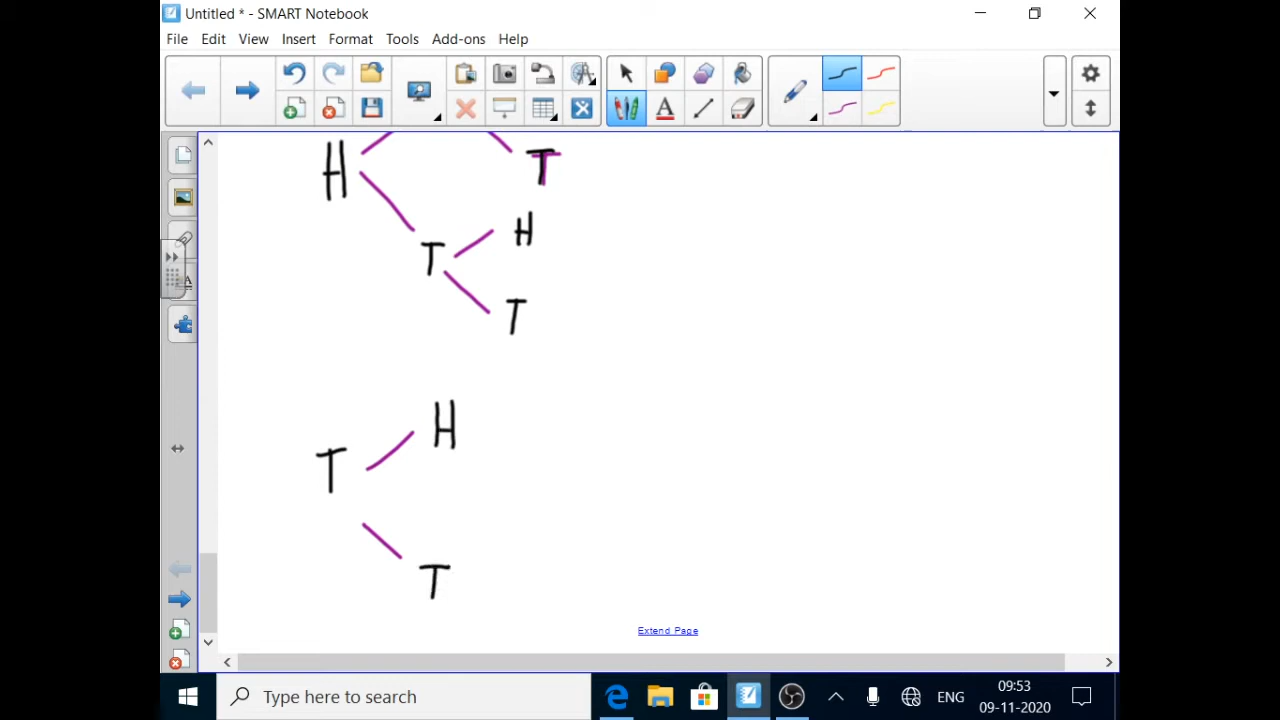 Untitled * - SMART Notebook
File Edit View Insert Format Tools Add-ons Help
A
A
H
T
H
T
T
H
T
T
Extend Page
Type here to search
ENG
09:53
09-11-2020